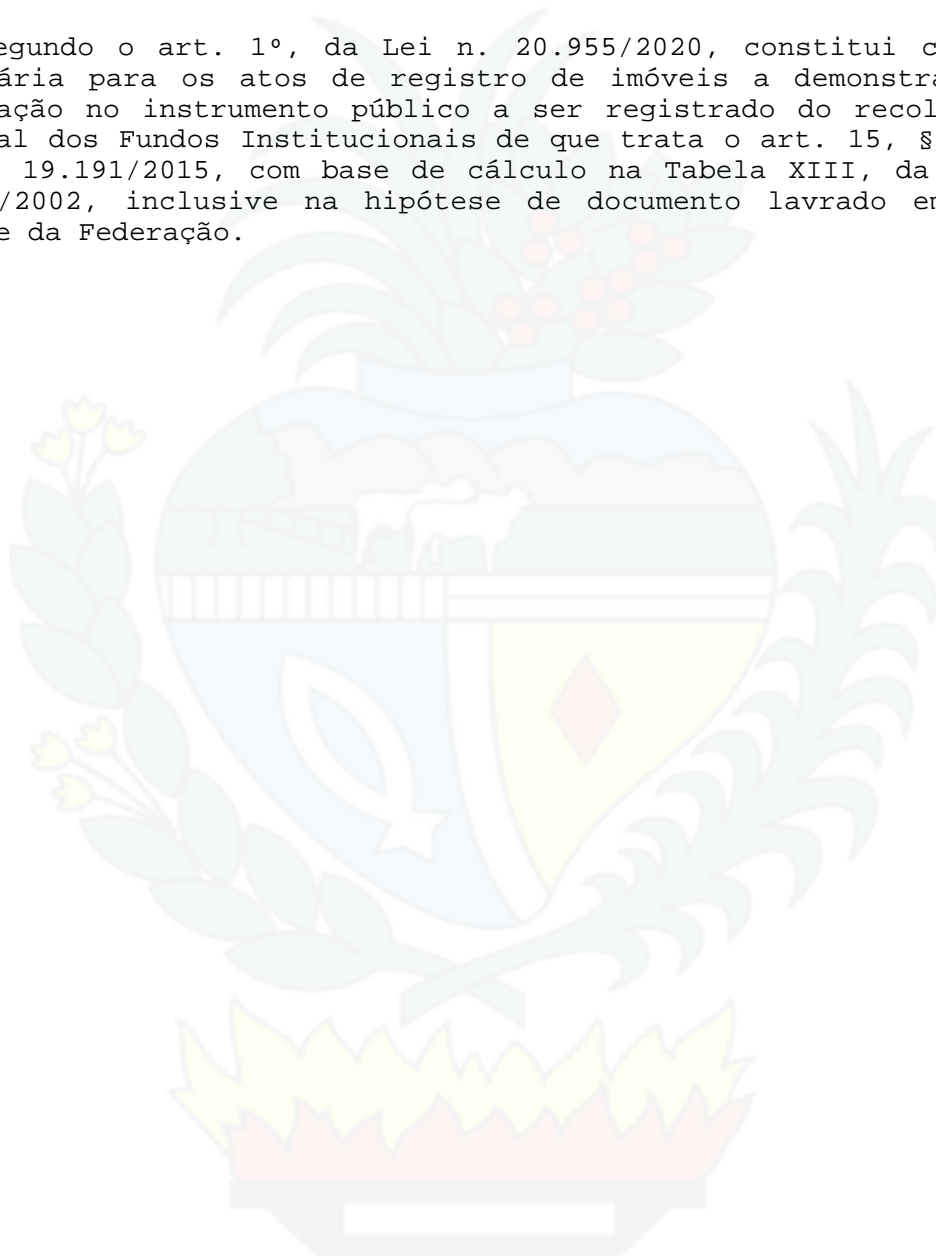 egundo o art. 1º, da Lei n. 20.955/2020, constitui c
ária para os atos de registro de imóveis a demonstra
ação no instrumento público a ser registrado do recol
al dos Fundos Institucionais de que trata o art. 15, §
19.191/2015, com base de cálculo na Tabela XIII, da
/2002, inclusive na hipótese de documento lavrado e
e da Federação.